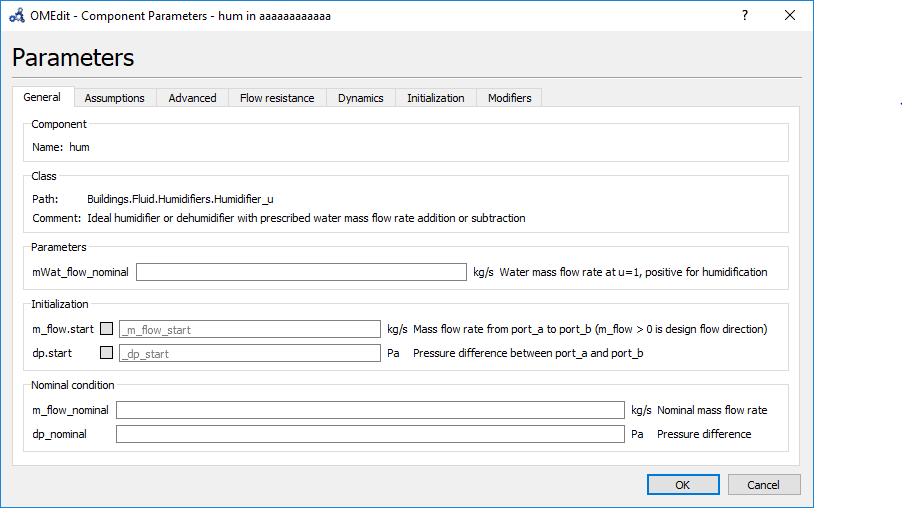 OMEdit - Component Parameters - hum in aaaaaaaaaaaa
Parameters
General Assumptions Advanced Flow resistance Dynamics Initialization Modifiers
Component
Name: hum
Class
Path: Buildings.Fluid.Humidifiers.Humidifier_u
Comment: Ideal humidifier or dehumidifier with prescribed water mass flow rate addition or subtraction
Parameters
mWat_flow_nominal kg/s Water mass flow rate at u=1, positive for humidification
Initialization
m_flow.start _m_flow_start kg/s Mass flow rate from port_a to port_b (m_flow > 0 is design flow direction)
dp.start _dp_start Pa Pressure difference between port_a and port_b
Nominal condition
m_flow_nominal kg/s Nominal mass flow rate
dp_nominal Pa Pressure difference
OK Cancel